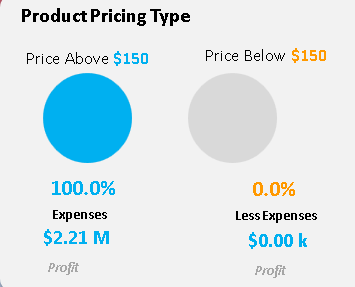 Product Pricing Type
Price Above $150
Price Below $150
100.0%
Expenses
$2.21 M
Profit
0.0%
Less Expenses
$0.00 k
Profit